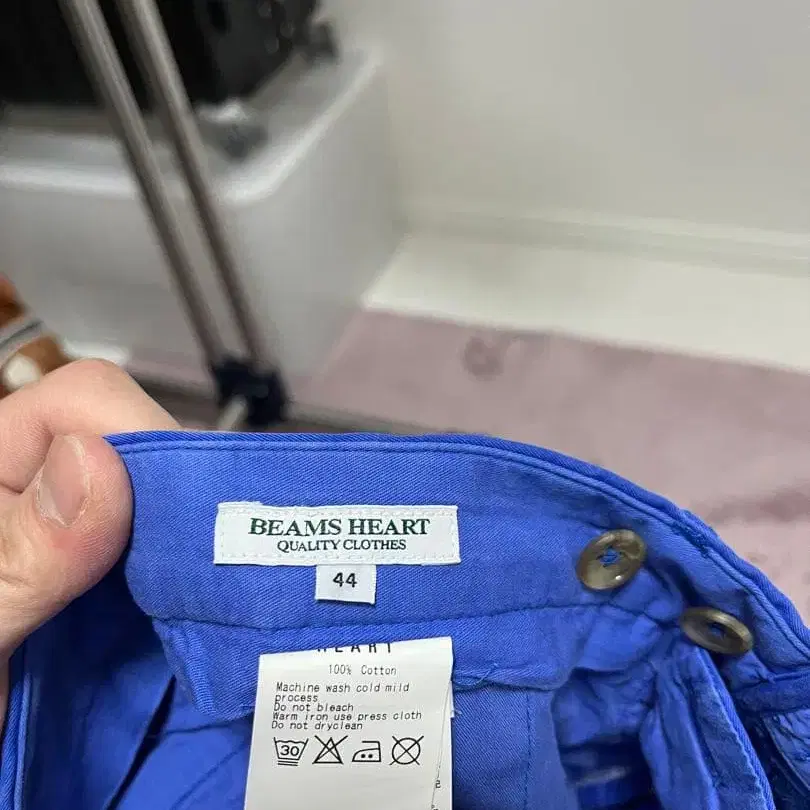 BEAMS HEART
QUALITY CLOTHES
44
HEART
100% Cotton
Machine wash cold mild
process
Do not bleach
Warm iron use press cloth
Do not dryclean
30